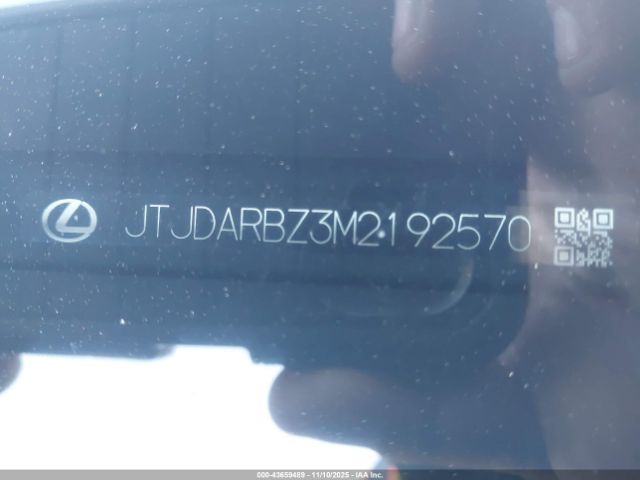 JTJDARBZ3M2192570
000-43659489 - 11/10/2025 - IAA Inc.